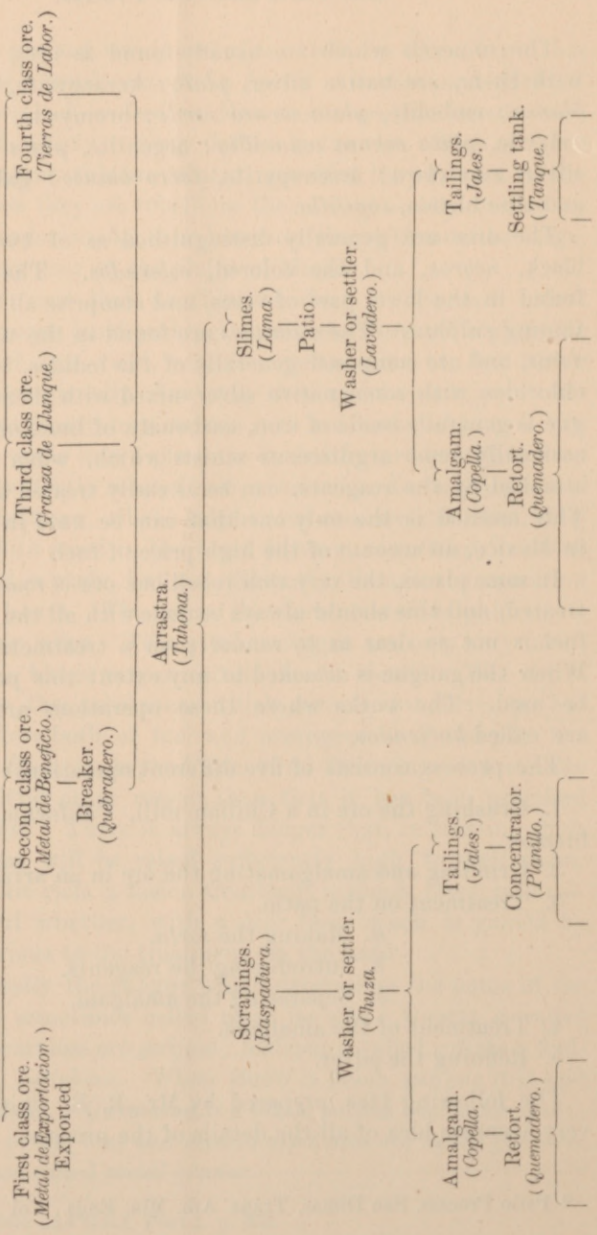 First class ore.
(Metal de Exportacion.)
Exported
Second class ore.
(Metal de Beneficio.)
Breaker.
(Quebradero.)
Third class ore.
(Granza de Llunque.)
Fourth class ore.
(Tierras de Labor.)
Arrastra.
(Tahona.)
Scrapings.
(Raspadura.)
Washer or settler.
(Chuza.
Amalgam.
(Copella.)
Retort.
(Quemadero.)
Tailings.
(Jales.)
Concentrator.
(Planillo.)
Slimes.
(Lama.)
Patio.
Washer or settler.
(Lavadero.)
Amalgam.
(Copella.)
Retort.
(Quemadero.)
Tailings.
(Jales.)
Settling tank.
(Tanque.)